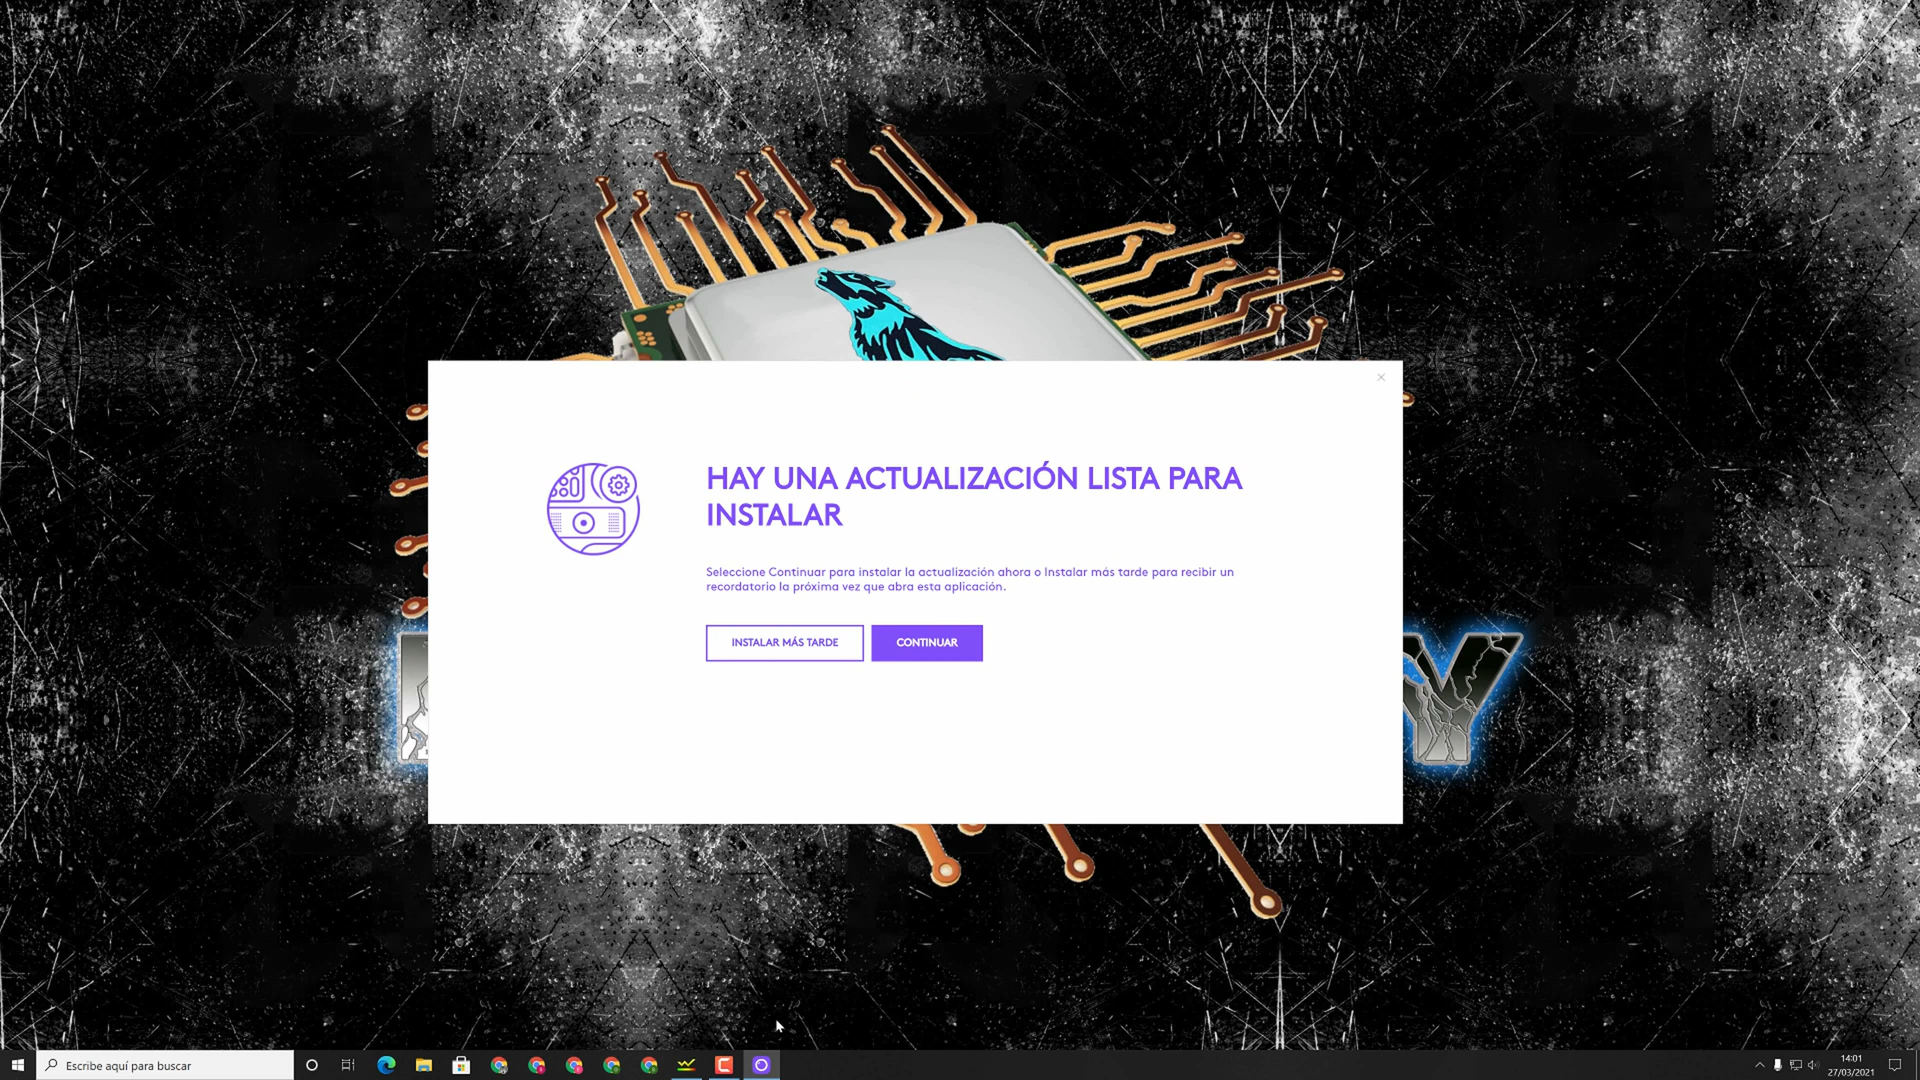 HAY UNA ACTUALIZACIÓN LISTA PARA
INSTALAR
Seleccione Continuar para instalar la actualización ahora o Instalar más tarde para recibir un
recordatorio la próxima vez que abra esta aplicación.
INSTALAR MÁS TARDE
CONTINUAR
Y
Escribe aquí para buscar
14:01
27/03/2021